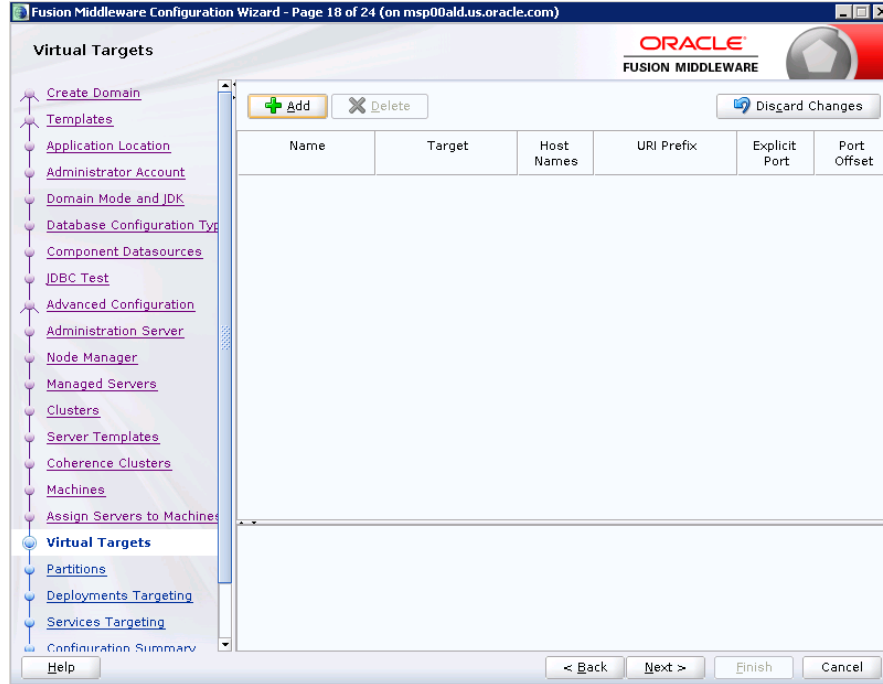 Fusion Middleware Configuration Wizard - Page 18 of 24 (on msp00ald.us.oracle.com)
Virtual Targets
ORACLE
FUSION MIDDLEWARE
Create Domain
Templates
Application Location
Administrator Account
Domain Mode and JDK
Database Configuration Typ
Component Datasources
JDBC Test
Advanced Configuration
Administration Server
Node Manager
Managed Servers
Clusters
Server Templates
Coherence Clusters
Machines
Assign Servers to Machines
Virtual Targets
Partitions
Deployments Targeting
Services Targeting
Configuration Summary
Add Delete Discard Changes
Name Target Host Names URI Prefix Explicit Port Port Offset
Help < Back Next > Finish Cancel